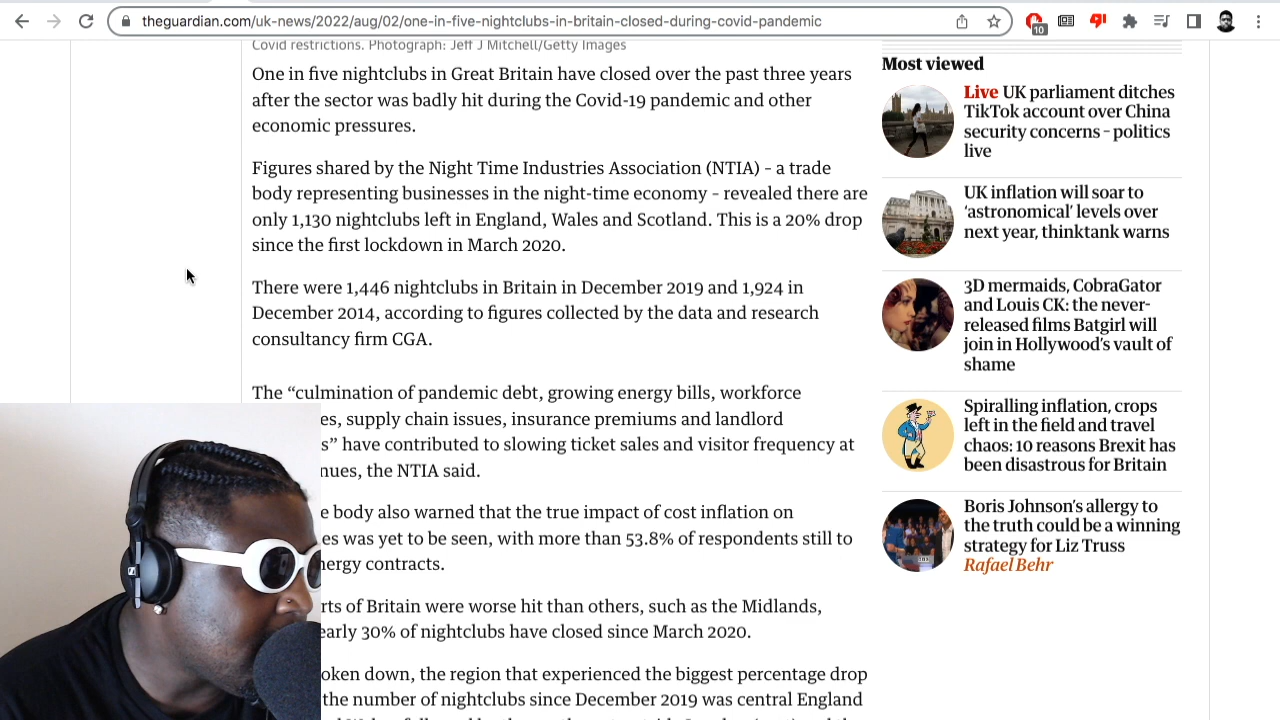 theguardian.com/uk-news/2022/aug/02/one-in-five-nightclubs-in-britain-closed-during-covid-pandemic
10
Covid restrictions. Photograph: Jeff J Mitchell/Getty Images
One in five nightclubs in Great Britain have closed over the past three years
after the sector was badly hit during the Covid-19 pandemic and other
economic pressures.
Figures shared by the Night Time Industries Association (NTIA) – a trade
body representing businesses in the night-time economy – revealed there are
only 1,130 nightclubs left in England, Wales and Scotland. This is a 20% drop
since the first lockdown in March 2020.
There were 1,446 nightclubs in Britain in December 2019 and 1,924 in
December 2014, according to figures collected by the data and research
consultancy firm CGA.
The “culmination of pandemic debt, growing energy bills, workforce
es, supply chain issues, insurance premiums and landlord
s” have contributed to slowing ticket sales and visitor frequency at
nues, the NTIA said.
e body also warned that the true impact of cost inflation on
es was yet to be seen, with more than 53.8% of respondents still to
nergy contracts.
rts of Britain were worse hit than others, such as the Midlands,
early 30% of nightclubs have closed since March 2020.
oken down, the region that experienced the biggest percentage drop
the number of nightclubs since December 2019 was central England
Most viewed
Live UK parliament ditches
TikTok account over China
security concerns – politics
live
UK inflation will soar to
‘astronomical’ levels over
next year, thinktank warns
3D mermaids, CobraGator
and Louis CK: the never-
released films Batgirl will
join in Hollywood’s vault of
shame
Spiralling inflation, crops
left in the field and travel
chaos: 10 reasons Brexit has
been disastrous for Britain
Boris Johnson’s allergy to
the truth could be a winning
strategy for Liz Truss
Rafael Behr